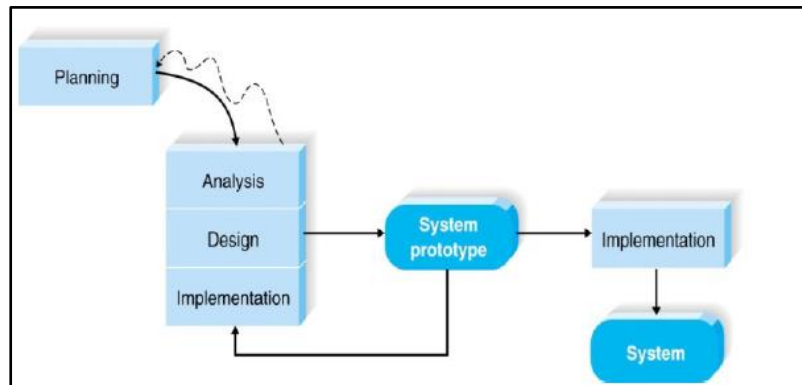 Planning
Analysis
Design
Implementation
System
prototype
Implementation
System